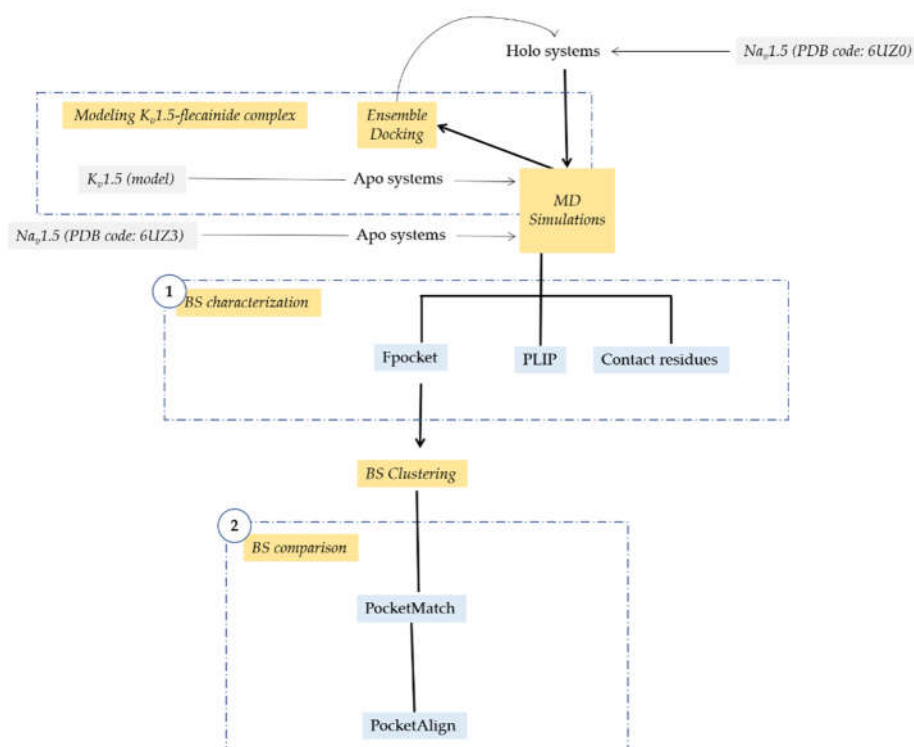 Holo systems
Na𝑣1.5 (PDB code: 6UZ0)
Modeling K𝑣1.5-flecainide complex
Ensemble
Docking
K𝑣1.5 (model)
Apo systems
MD
Simulations
Na𝑣1.5 (PDB code: 6UZ3)
Apo systems
1
BS characterization
Fpocket
PLIP
Contact residues
BS Clustering
2
BS comparison
PocketMatch
PocketAlign